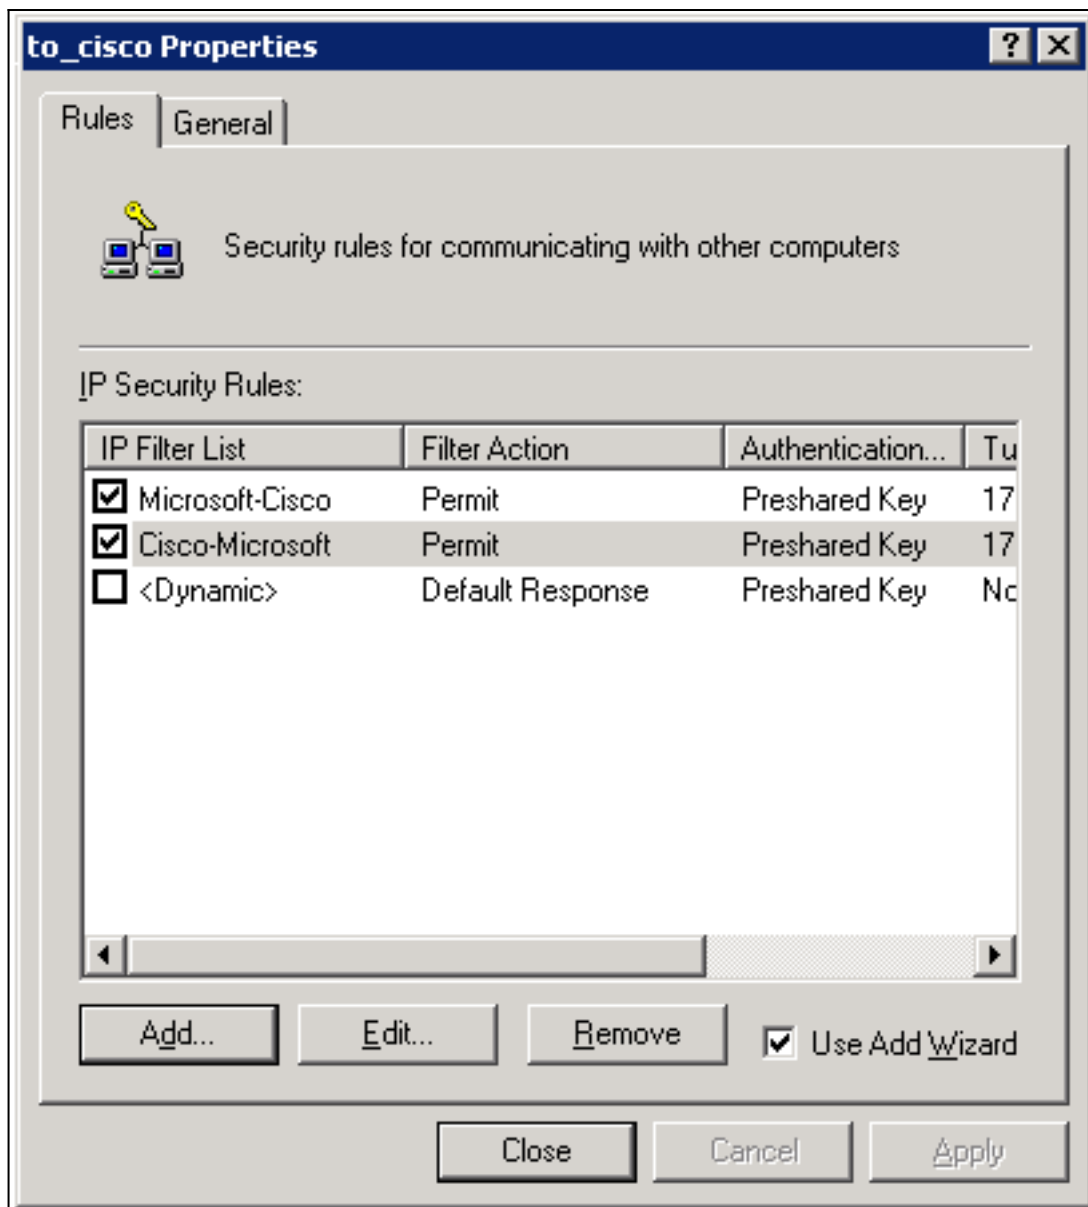 to_cisco Properties
Rules General
Security rules for communicating with other computers
IP Security Rules:
IP Filter List Filter Action Authentication... Tu
Microsoft-Cisco Permit Preshared Key 17
Cisco-Microsoft Permit Preshared Key 17
<Dynamic> Default Response Preshared Key No
Add... Edit... Remove Use Add Wizard
Close Cancel Apply